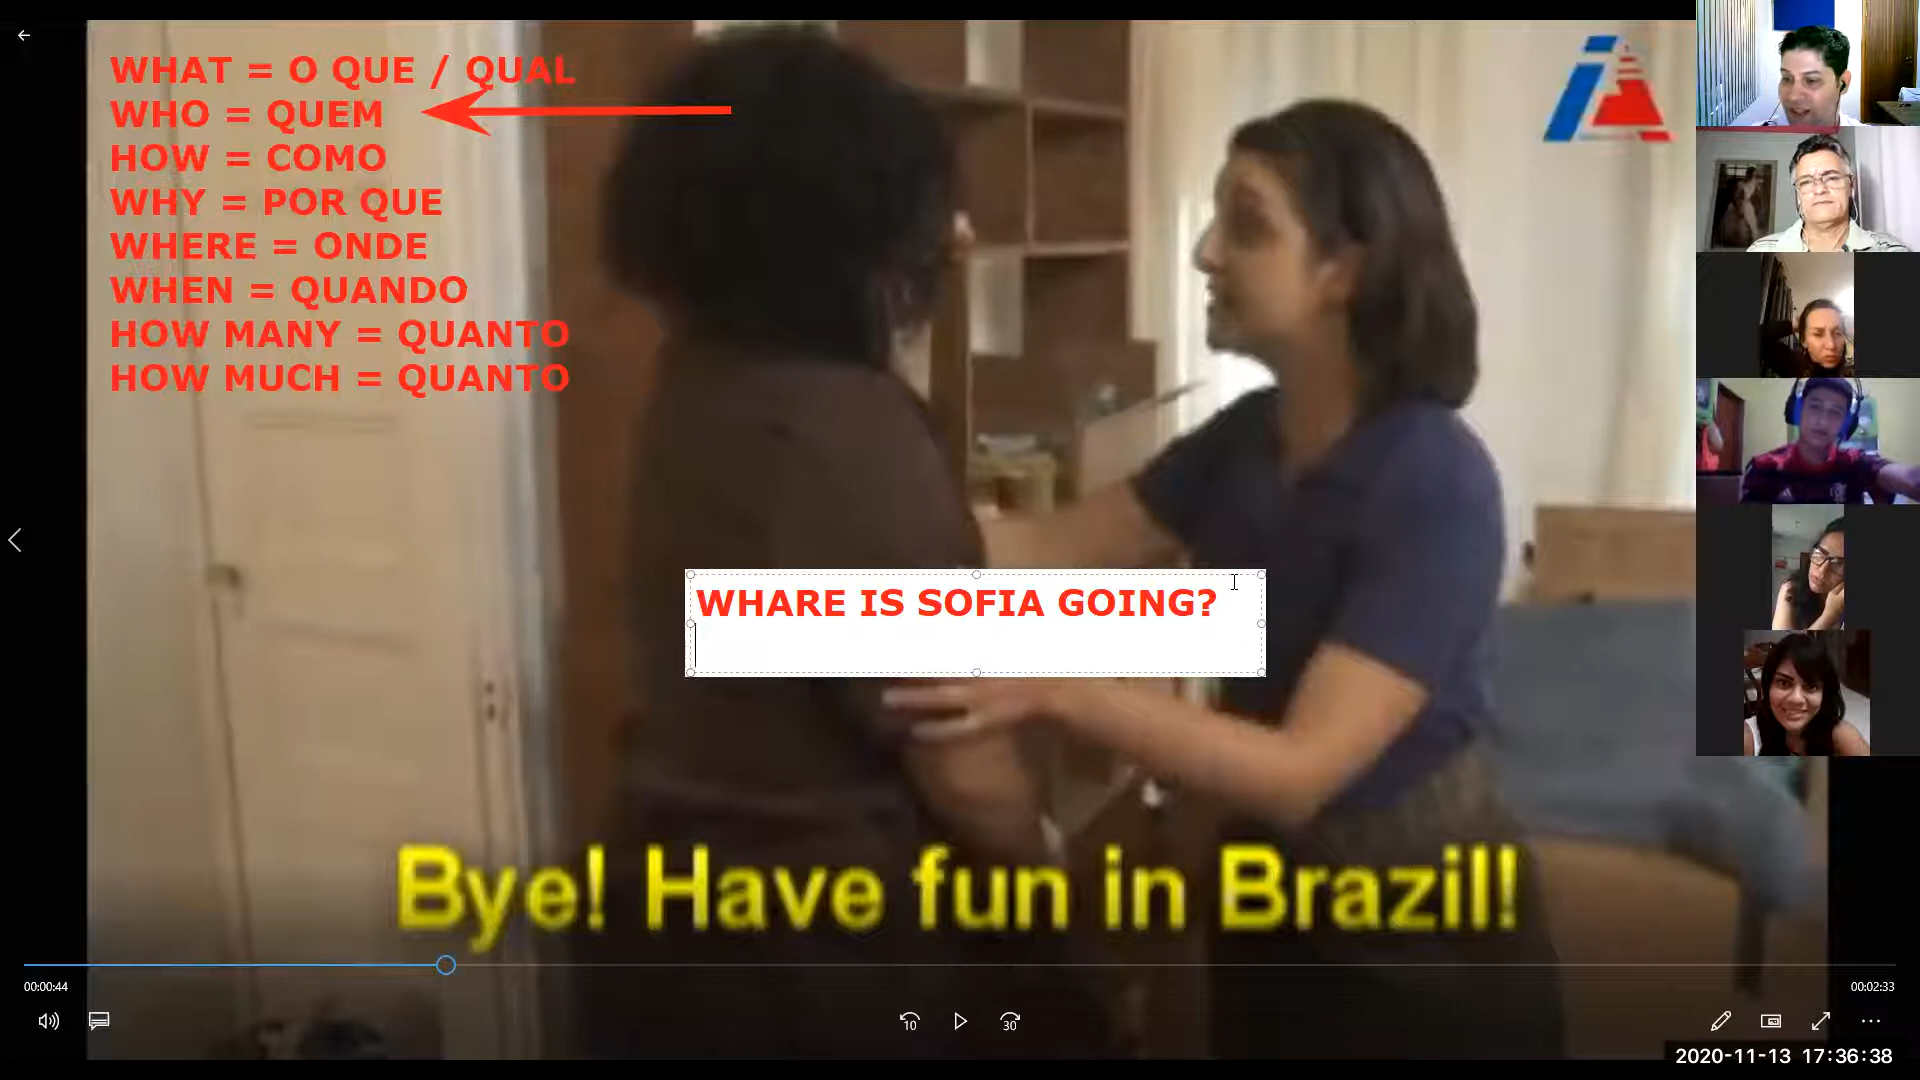 WHAT = O QUE / QUAL
WHO = QUEM
HOW = COMO
WHY = POR QUE
WHERE = ONDE
WHEN = QUANDO
HOW MANY = QUANTO
HOW MUCH = QUANTO
WHARE IS SOFIA GOING?
Bye! Have fun in Brazil!
00:00:44
00:02:33
10
30
2020-11-13 17:36:38